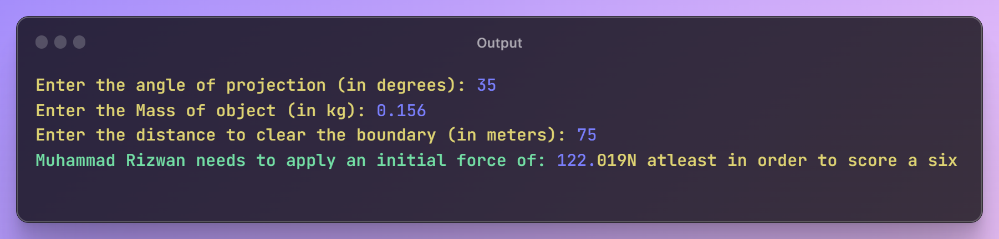 Output
Enter the angle of projection (in degrees): 35
Enter the Mass of object (in kg): 0.156
Enter the distance to clear the boundary (in meters): 75
Muhammad Rizwan needs to apply an initial force of: 122.019N atleast in order to score a six